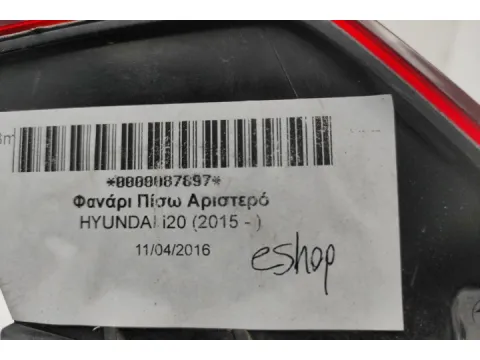 *0000087697*
Φανάρι Πίσω Αριστερό
HYUNDAI i20 (2015 - )
11/04/2016
eshop